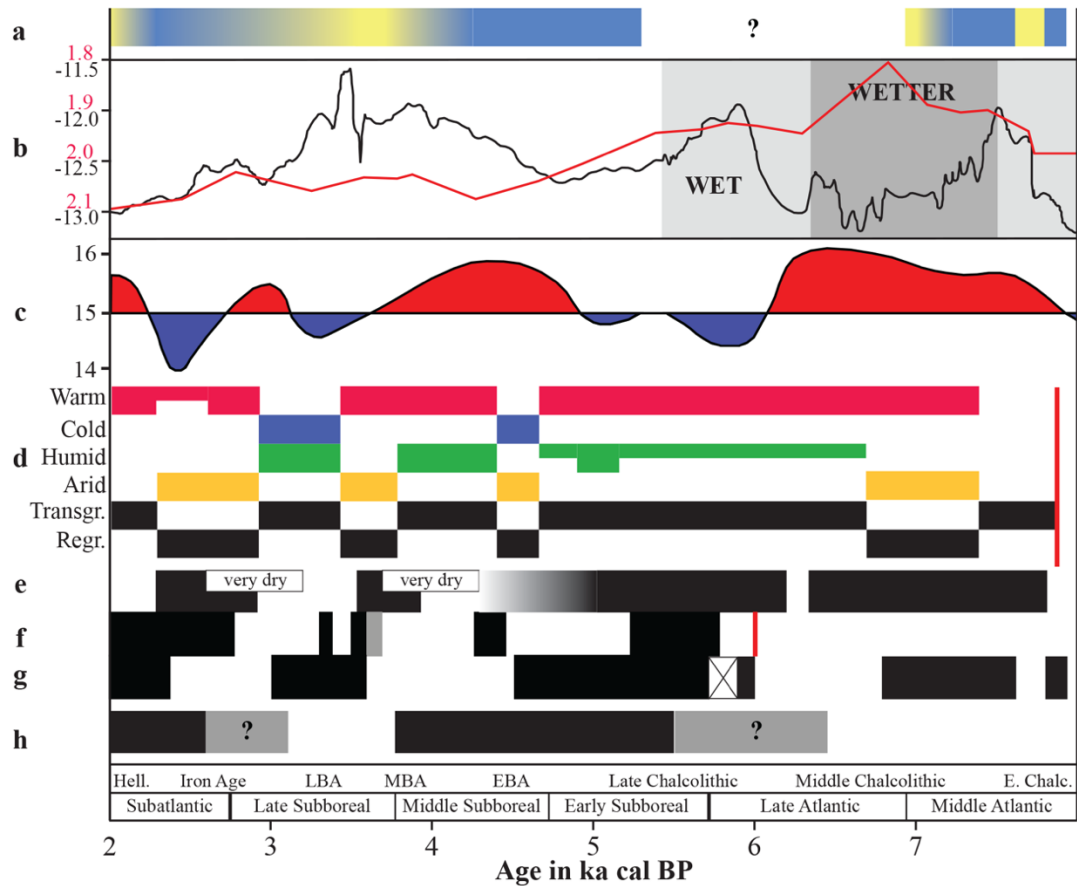 a
?
1.8
-11.5
1.9
-12.0
WETTER
b
2.0
-12.5
WET
2.1
-13.0
16
c
15
14
Warm
Cold
d Humid
Arid
Transgr.
Regr.
e very dry very dry
f
g
h ? ?
Hell. Iron Age LBA MBA EBA Late Chalcolithic Middle Chalcolithic E. Chalc.
Subatlantic Late Subboreal Middle Subboreal Early Subboreal Late Atlantic Middle Atlantic
2 3 4 5 6 7
Age in ka cal BP